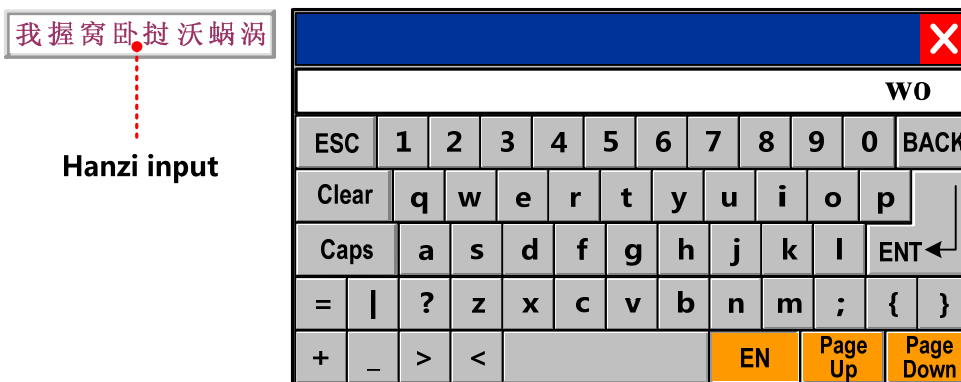 我握窝卧挝沃蜗涡
Hanzi input
wo
ESC 1 2 3 4 5 6 7 8 9 0 BACK
Clear q w e r t y u i o p
Caps a s d f g h j k l ENT
= | ? z x c v b n m ; { }
+ _ > < EN Page Up Page Down